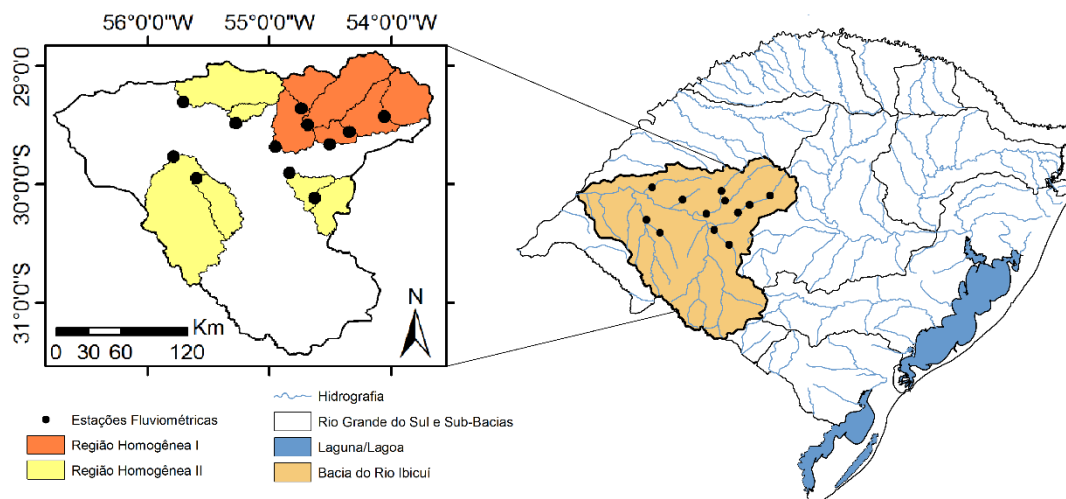 56°0'0"W 55°0'0"W 54°0'0"W
29°0'0"S
30°0'0"S
31°0'0"S
N
Km
0 30 60 120
Estações Fluviométricas
Região Homogênea I
Região Homogênea II
Hidrografia
Rio Grande do Sul e Sub-Bacias
Laguna/Lagoa
Bacia do Rio Ibicuí